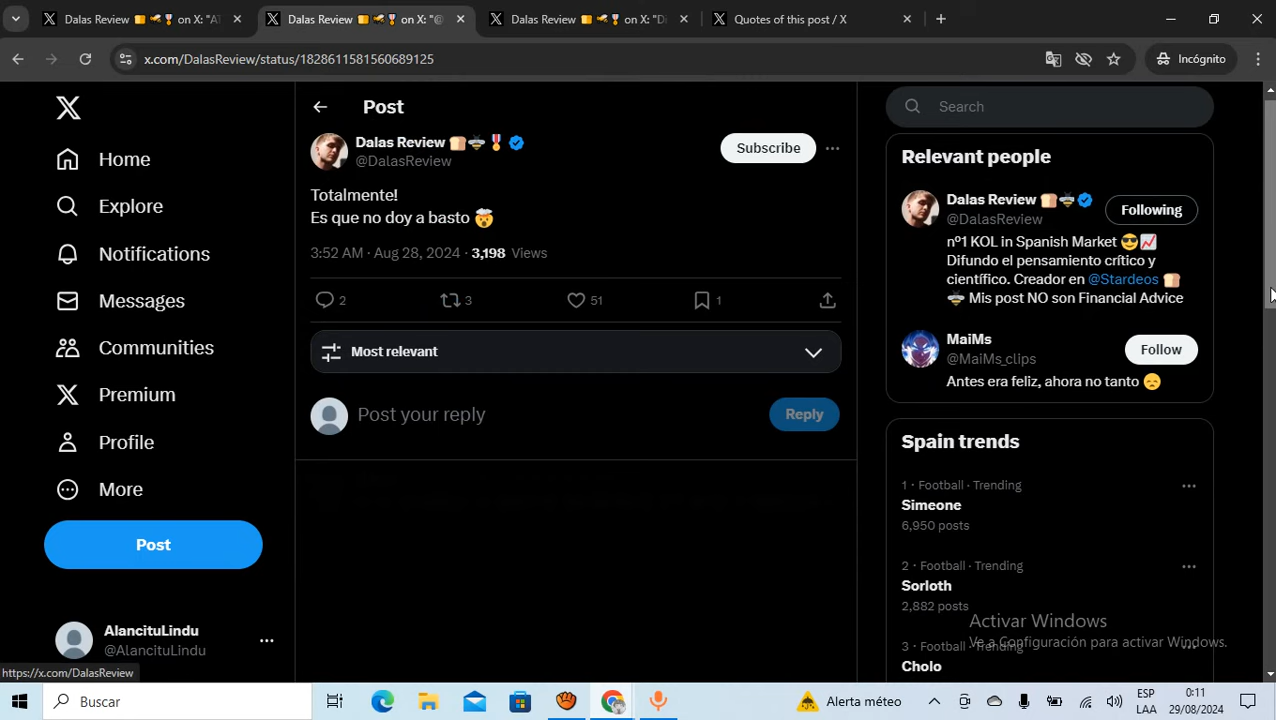 Dalas Review on X: "A
Dalas Review on X: "@
Dalas Review on X: "D
Quotes of this post / X
x.com/DalasReview/status/1828611581560689125
Incógnito
Home
Explore
Notifications
Messages
Communities
Premium
Profile
More
Post
AlancituLindu
@AlancituLindu
https://x.com/DalasReview
Post
Dalas Review
@DalasReview
Subscribe
Totalmente!
Es que no doy a basto 🤯
3:52 AM · Aug 28, 2024 · 3,198 Views
2 3 51 1
Most relevant
Post your reply
Reply
Search
Relevant people
Dalas Review
@DalasReview
Following
nº1 KOL in Spanish Market 😎📈
Difundo el pensamiento crítico y
científico. Creador en @Stardeos 🍞
🐝 Mis post NO son Financial Advice
MaiMs
@MaiMs_clips
Follow
Antes era feliz, ahora no tanto 😞
Spain trends
1 · Football · Trending
Simeone
6,950 posts
2 · Football · Trending
Sorloth
2,882 posts
3 · Football · Trending
Cholo
Activar Windows
Ve a Configuración para activar Windows.
Buscar
Alerta méteo
ESP
LAA
0:11
29/08/2024